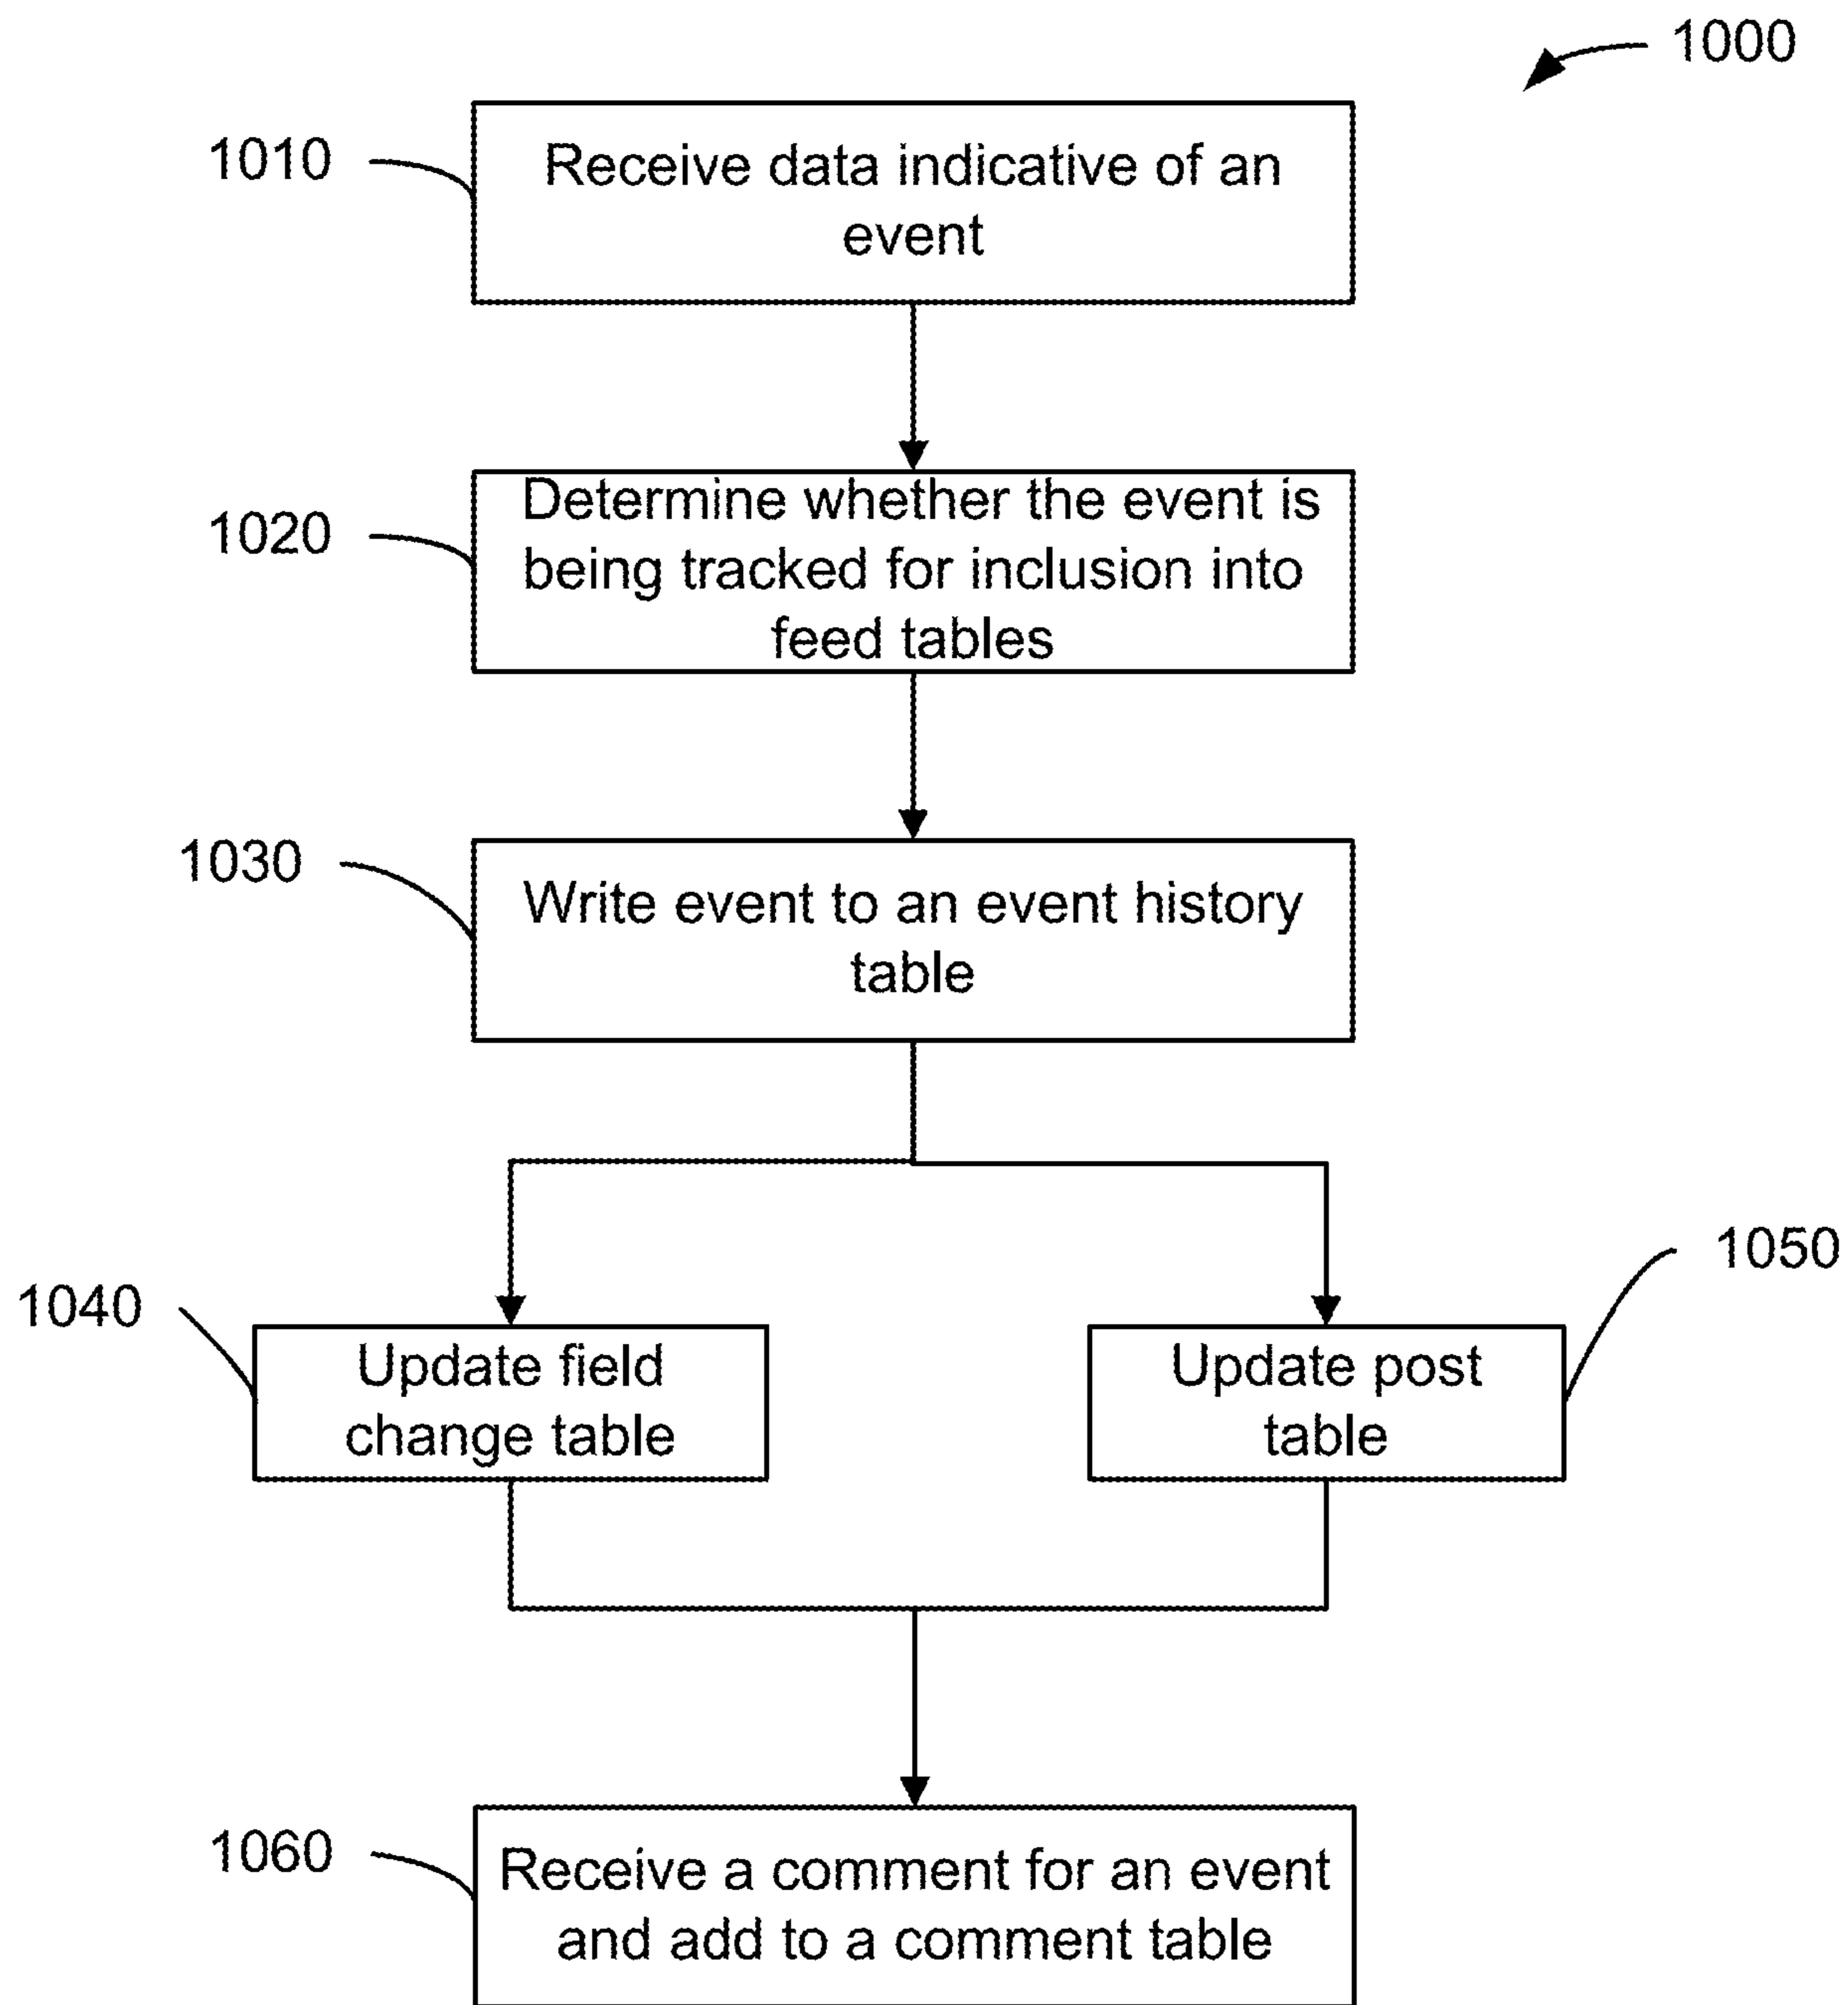 1000
1010
Receive data indicative of an
event
1020
Determine whether the event is
being tracked for inclusion into
feed tables
1030
Write event to an event history
table
1040
Update field
change table
1050
Update post
table
1060
Receive a comment for an event
and add to a comment table